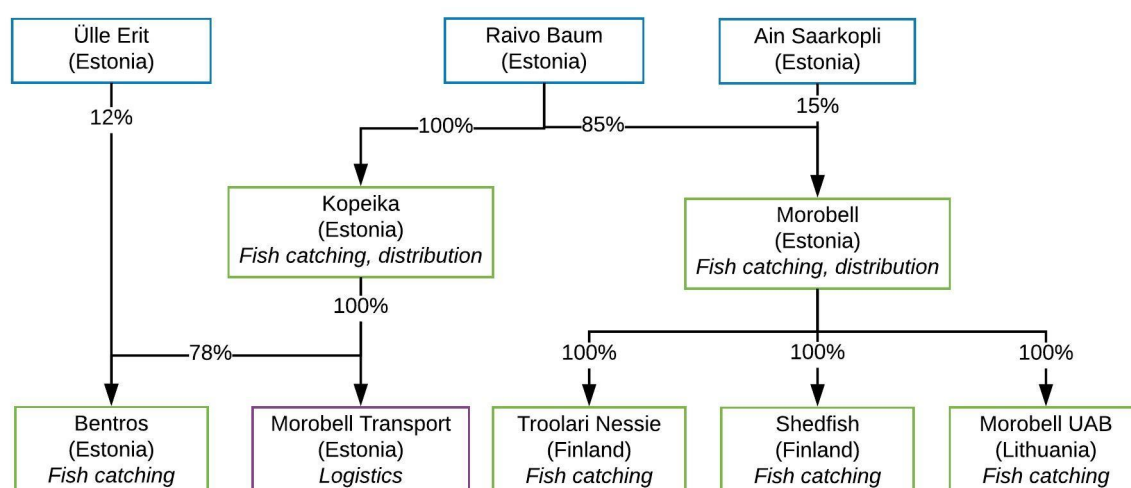 Ülle Erit
(Estonia)
Raivo Baum
(Estonia)
Ain Saarkopli
(Estonia)
12%
100%
85%
15%
Kopeika
(Estonia)
Fish catching, distribution
Morobell
(Estonia)
Fish catching, distribution
100%
78%
100%
100%
100%
Bentros
(Estonia)
Fish catching
Morobell Transport
(Estonia)
Logistics
Troolari Nessie
(Finland)
Fish catching
Shedfish
(Finland)
Fish catching
Morobell UAB
(Lithuania)
Fish catching